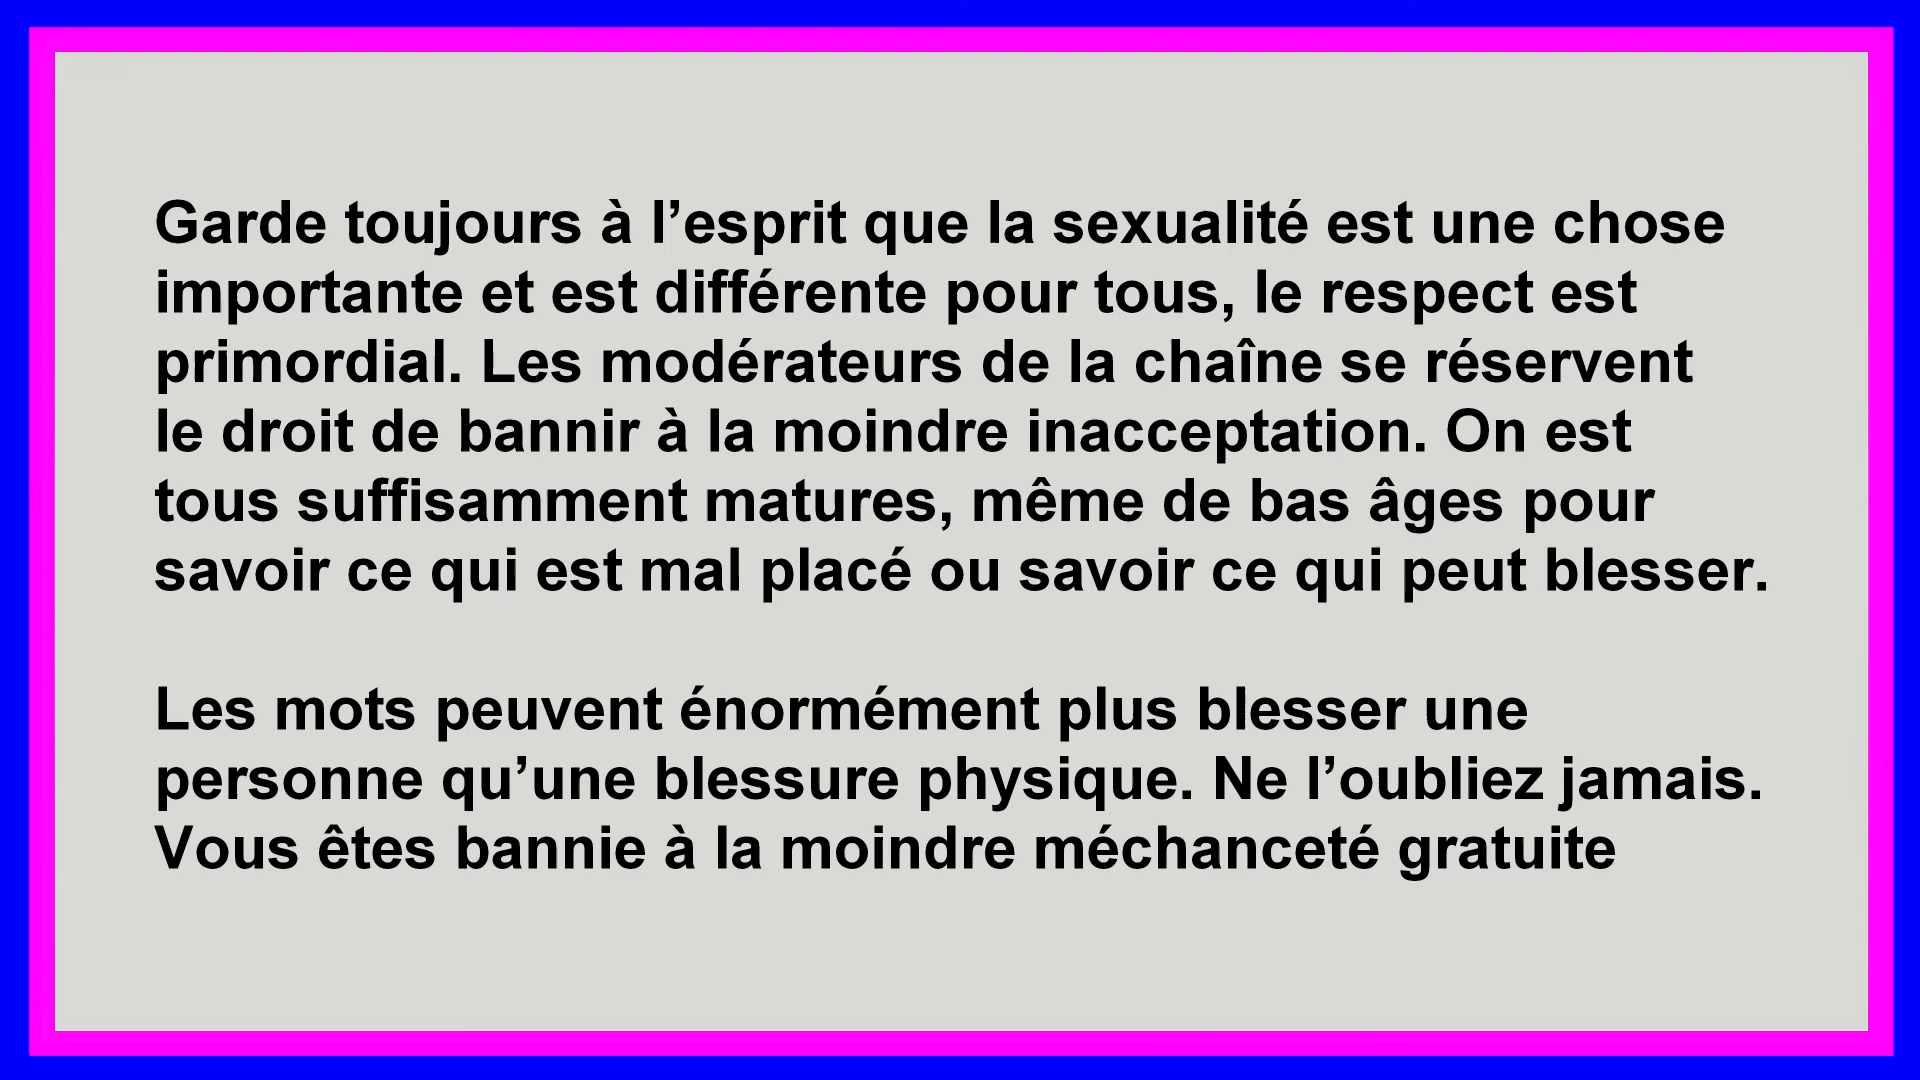 Garde toujours à l’esprit que la sexualité est une chose
importante et est différente pour tous, le respect est
primordial. Les modérateurs de la chaîne se réservent
le droit de bannir à la moindre inacceptation. On est
tous suffisamment matures, même de bas âges pour
savoir ce qui est mal placé ou savoir ce qui peut blesser.
Les mots peuvent énormément plus blesser une
personne qu’une blessure physique. Ne l’oubliez jamais.
Vous êtes bannie à la moindre méchanceté gratuite